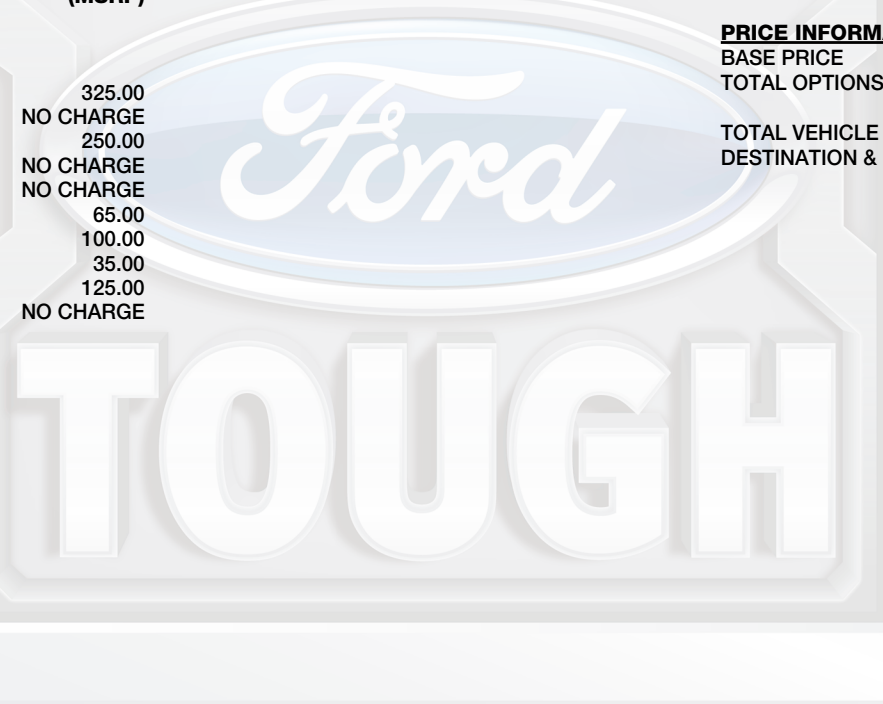 (MSRP)
325.00
NO CHARGE
250.00
NO CHARGE
NO CHARGE
65.00
100.00
35.00
125.00
NO CHARGE
PRICE INFORMA
BASE PRICE
TOTAL OPTIONS
TOTAL VEHICLE
DESTINATION &
Ford
TOUGH